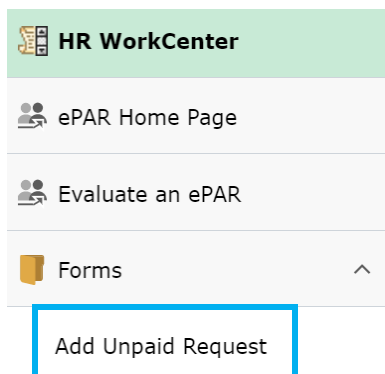 HR WorkCenter
ePAR Home Page
Evaluate an ePAR
Forms
Add Unpaid Request